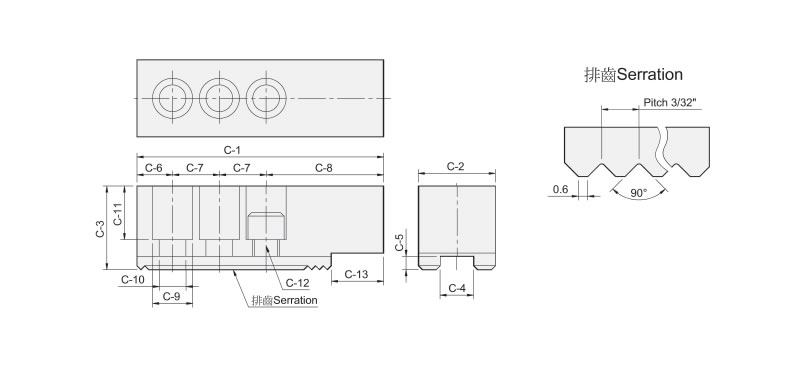 排齒Serration
Pitch 3/32"
0.6
90°
C-1
C-6
C-7
C-7
C-8
C-2
C-3
C-11
C-5
C-10
C-12
C-13
C-9
C-4
排齒Serration